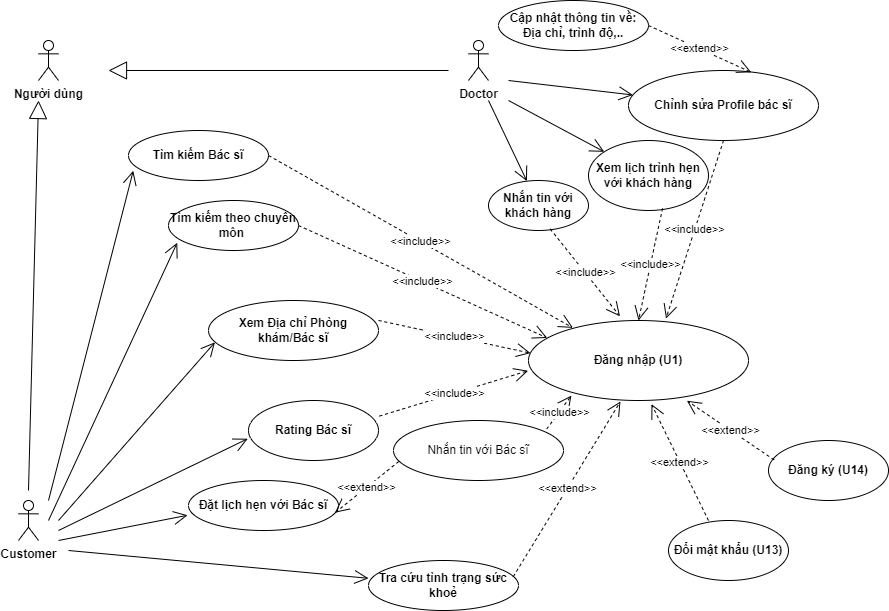 Cập nhật thông tin về:
Địa chỉ, trình độ,..
<<extend>>
Người dùng
Doctor
Chỉnh sửa Profile bác sĩ
Tìm kiếm Bác sĩ
Xem lịch trình hẹn
với khách hàng
Nhắn tin với
khách hàng
Tìm kiếm theo chuyên
môn
<<include>>
<<include>>
<<include>>
<<include>>
Xem Địa chỉ Phòng
khám/Bác sĩ
<<include>>
Đăng nhập (U1)
<<include>>
<<include>>
Rating Bác sĩ
<<extend>>
Nhắn tin với Bác sĩ
<<extend>>
Đăng ký (U14)
<<extend>>
<<extend>>
Đặt lịch hẹn với Bác sĩ
Customer
Đổi mật khẩu (U13)
Tra cứu tình trạng sức
khoẻ